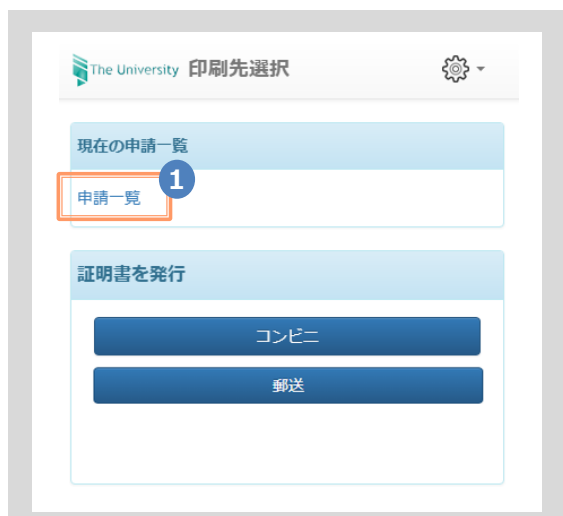 The University 印刷先選択
現在の申請一覧
1
申請一覧
証明書を発行
コンビニ
郵送